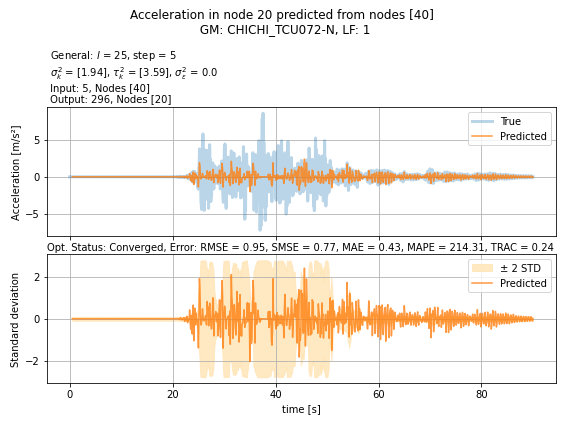 Acceleration in node 20 predicted from nodes [40]
GM: CHICHI_TCU072-N, LF: 1
General: l = 25, step = 5
σ²ₖ = [1.94], τ²ₖ = [3.59], σ²ε = 0.0
Input: 5, Nodes [40]
Output: 296, Nodes [20]
True
Predicted
Acceleration [m/s²]
5
0
−5
Opt. Status: Converged, Error: RMSE = 0.95, SMSE = 0.77, MAE = 0.43, MAPE = 214.31, TRAC = 0.24
± 2 STD
Predicted
Standard deviation
2
0
−2
0 20 40 60 80
time [s]